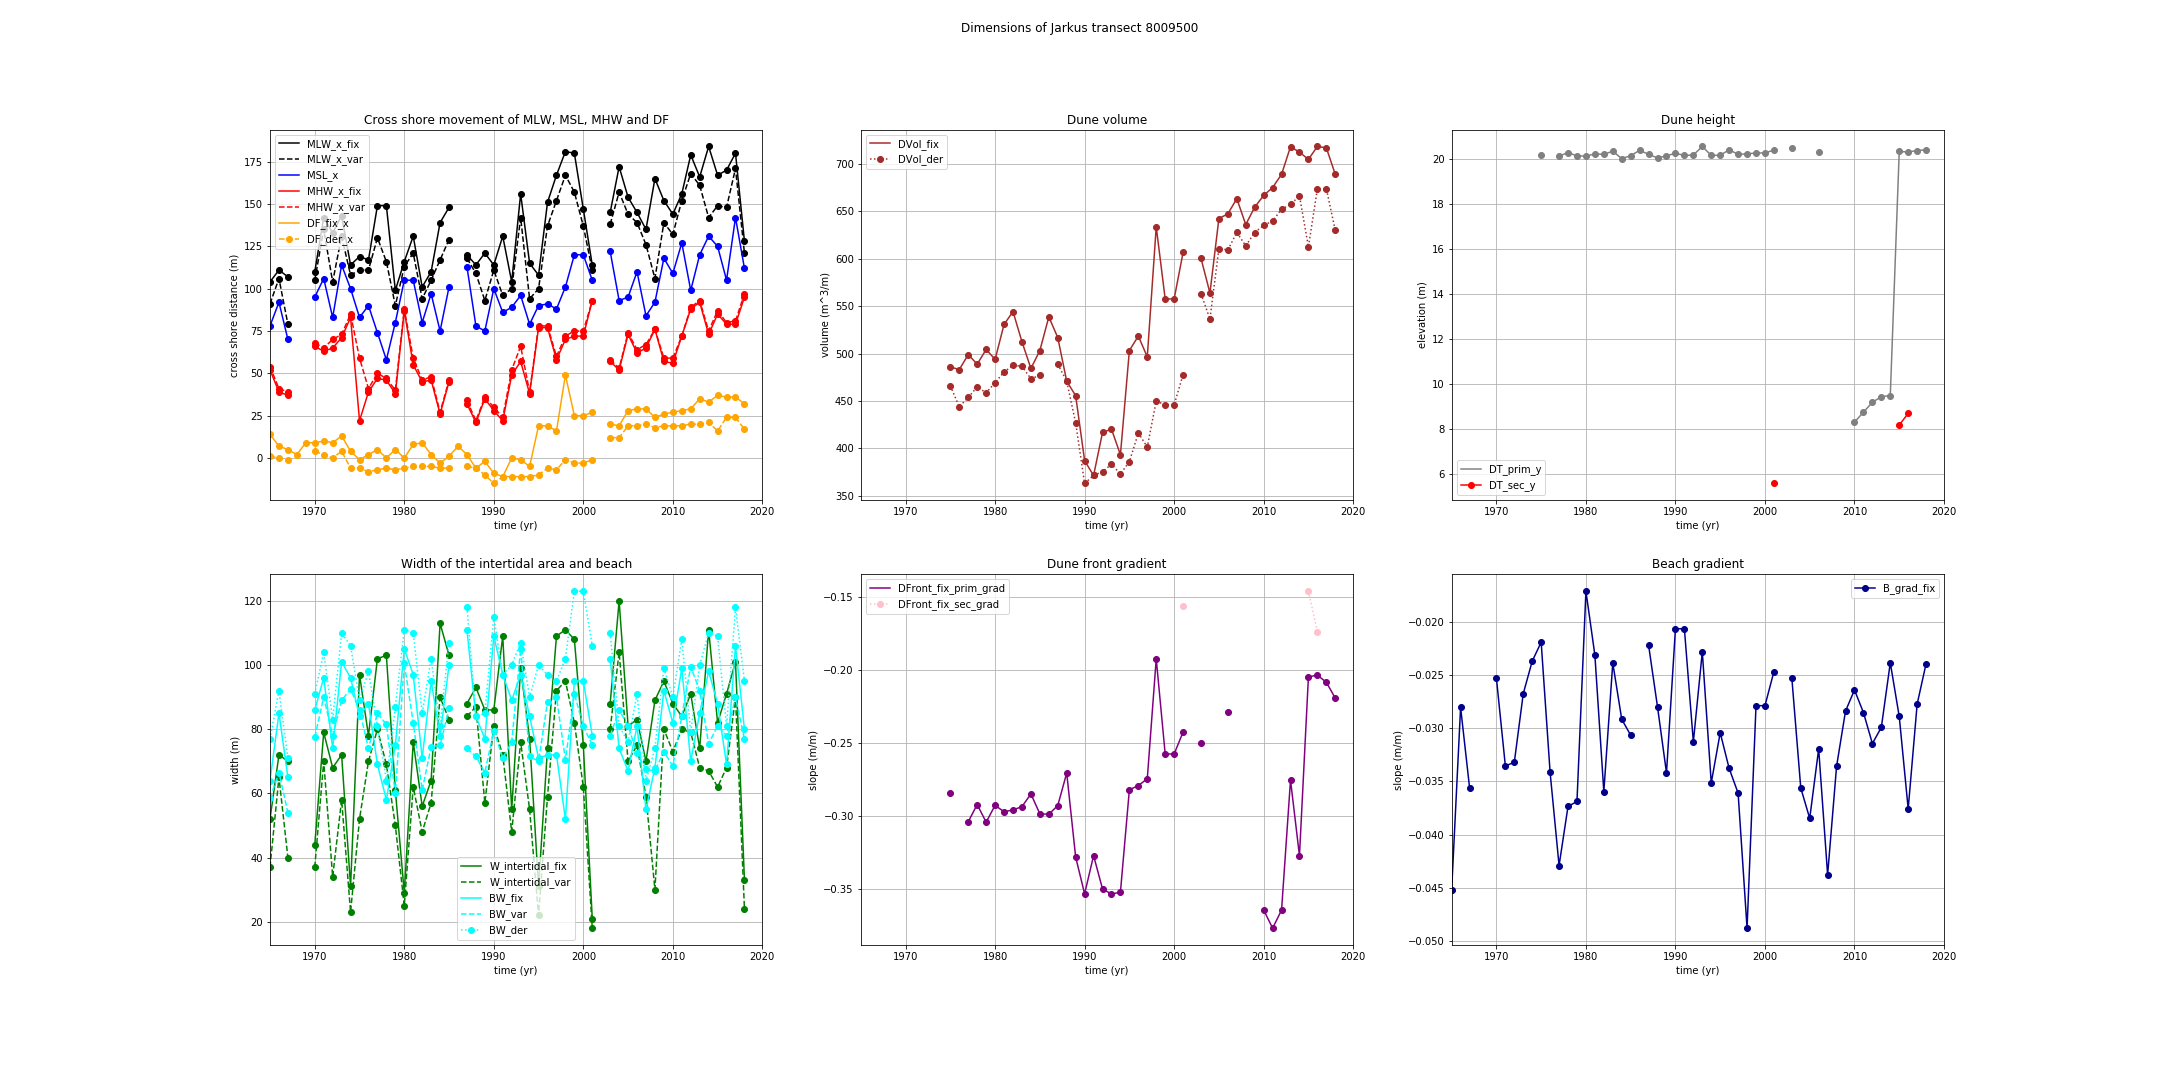 Dimensions of Jarkus transect 8009500
Cross shore movement of MLW, MSL, MHW and DF
cross shore distance (m)
175
150
125
100
75
50
25
0
MLW_x_fix
MLW_x_var
MSL_x
MHW_x_fix
MHW_x_var
DF_fix_x
DF_der_x
1970 1980 1990 2000 2010 2020
time (yr)
Dune volume
volume (m^3/m)
700
650
600
550
500
450
400
350
DVol_fix
DVol_der
1970 1980 1990 2000 2010 2020
time (yr)
Dune height
elevation (m)
20
18
16
14
12
10
8
6
DT_prim_y
DT_sec_y
1970 1980 1990 2000 2010 2020
time (yr)
Width of the intertidal area and beach
width (m)
120
100
80
60
40
20
W_intertidal_fix
W_intertidal_var
BW_fix
BW_var
BW_der
1970 1980 1990 2000 2010 2020
time (yr)
Dune front gradient
slope (m/m)
−0.15
−0.20
−0.25
−0.30
−0.35
DFront_fix_prim_grad
DFront_fix_sec_grad
1970 1980 1990 2000 2010 2020
time (yr)
Beach gradient
slope (m/m)
−0.020
−0.025
−0.030
−0.035
−0.040
−0.045
−0.050
B_grad_fix
1970 1980 1990 2000 2010 2020
time (yr)